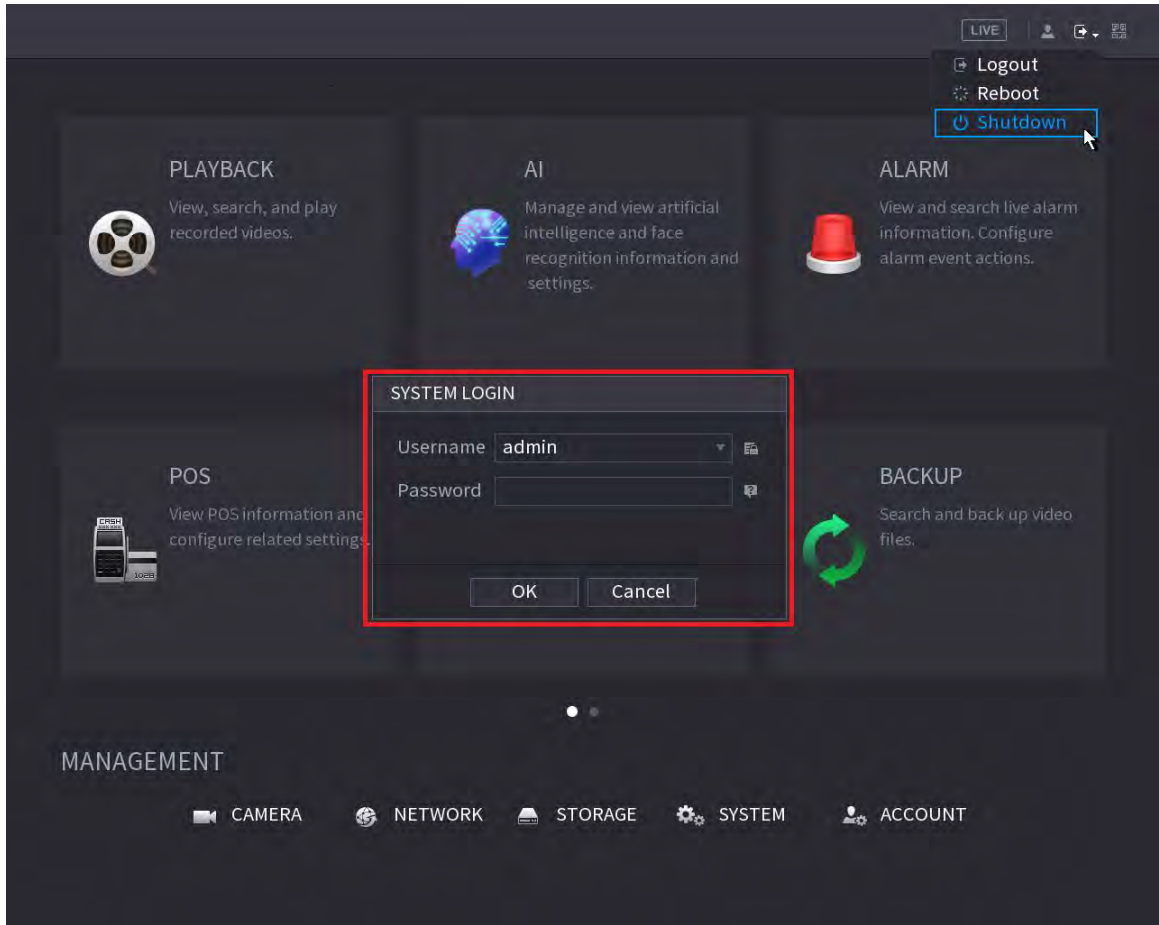 LIVE
Logout
Reboot
Shutdown
PLAYBACK
View, search, and play
recorded videos.
AI
Manage and view artificial
intelligence and face
recognition information and
settings.
ALARM
View and search live alarm
information. Configure
alarm event actions.
SYSTEM LOGIN
Username admin
Password
OK Cancel
POS
View POS information and
configure related settings.
CASH
BACKUP
Search and back up video
files.
MANAGEMENT
CAMERA NETWORK STORAGE SYSTEM ACCOUNT